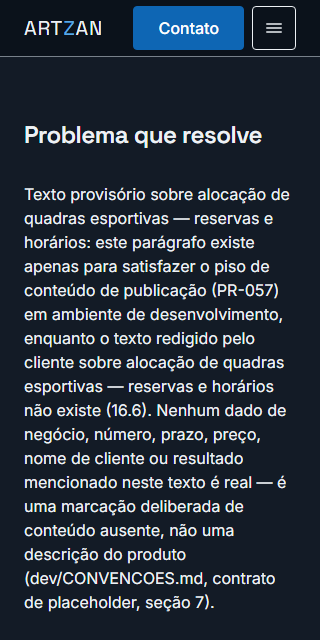 ARTZAN
Contato
Problema que resolve
Texto provisório sobre alocação de
quadras esportivas — reservas e
horários: este parágrafo existe
apenas para satisfazer o piso de
conteúdo de publicação (PR-057)
em ambiente de desenvolvimento,
enquanto o texto redigido pelo
cliente sobre alocação de quadras
esportivas — reservas e horários
não existe (16.6). Nenhum dado de
negócio, número, prazo, preço,
nome de cliente ou resultado
mencionado neste texto é real — é
uma marcação deliberada de
conteúdo ausente, não uma
descrição do produto
(dev/CONVENCOES.md, contrato
de placeholder, seção 7).